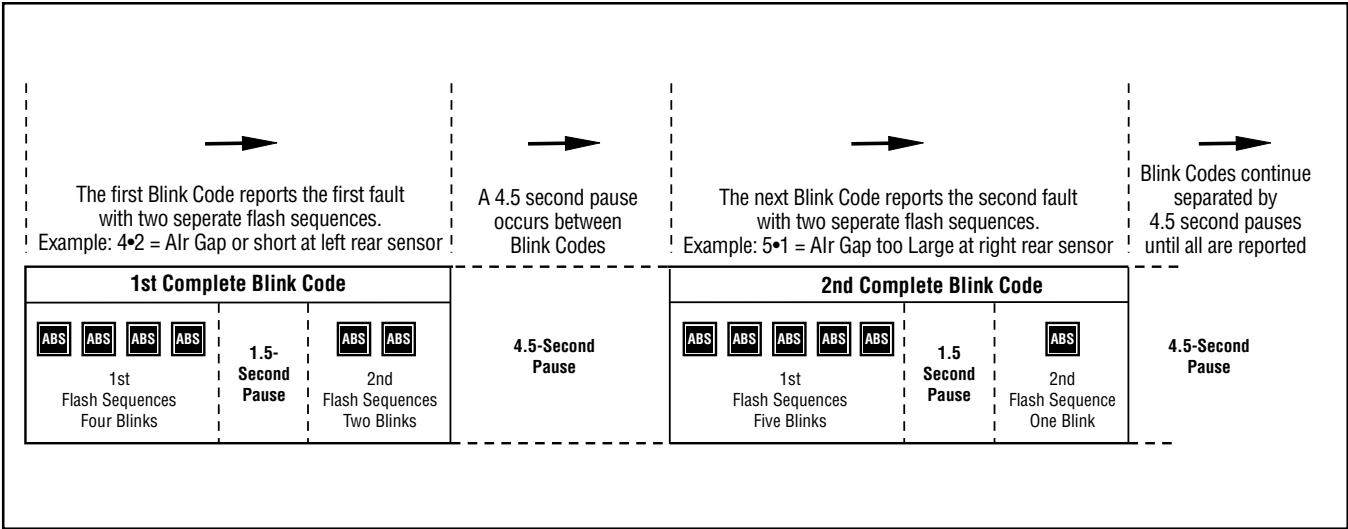 The first Blink Code reports the first fault
with two seperate flash sequences.
Example: 4•2 = AIr Gap or short at left rear sensor
A 4.5 second pause
occurs between
Blink Codes
The next Blink Code reports the second fault
with two seperate flash sequences.
Example: 5•1 = AIr Gap too Large at right rear sensor
Blink Codes continue
separated by
4.5 second pauses
until all are reported
1st Complete Blink Code
ABS ABS ABS ABS
1st
Flash Sequences
Four Blinks
1.5-
Second
Pause
ABS ABS
2nd
Flash Sequences
Two Blinks
4.5-Second
Pause
2nd Complete Blink Code
ABS ABS ABS ABS ABS
1st
Flash Sequences
Five Blinks
1.5
Second
Pause
ABS
2nd
Flash Sequence
One Blink
4.5-Second
Pause